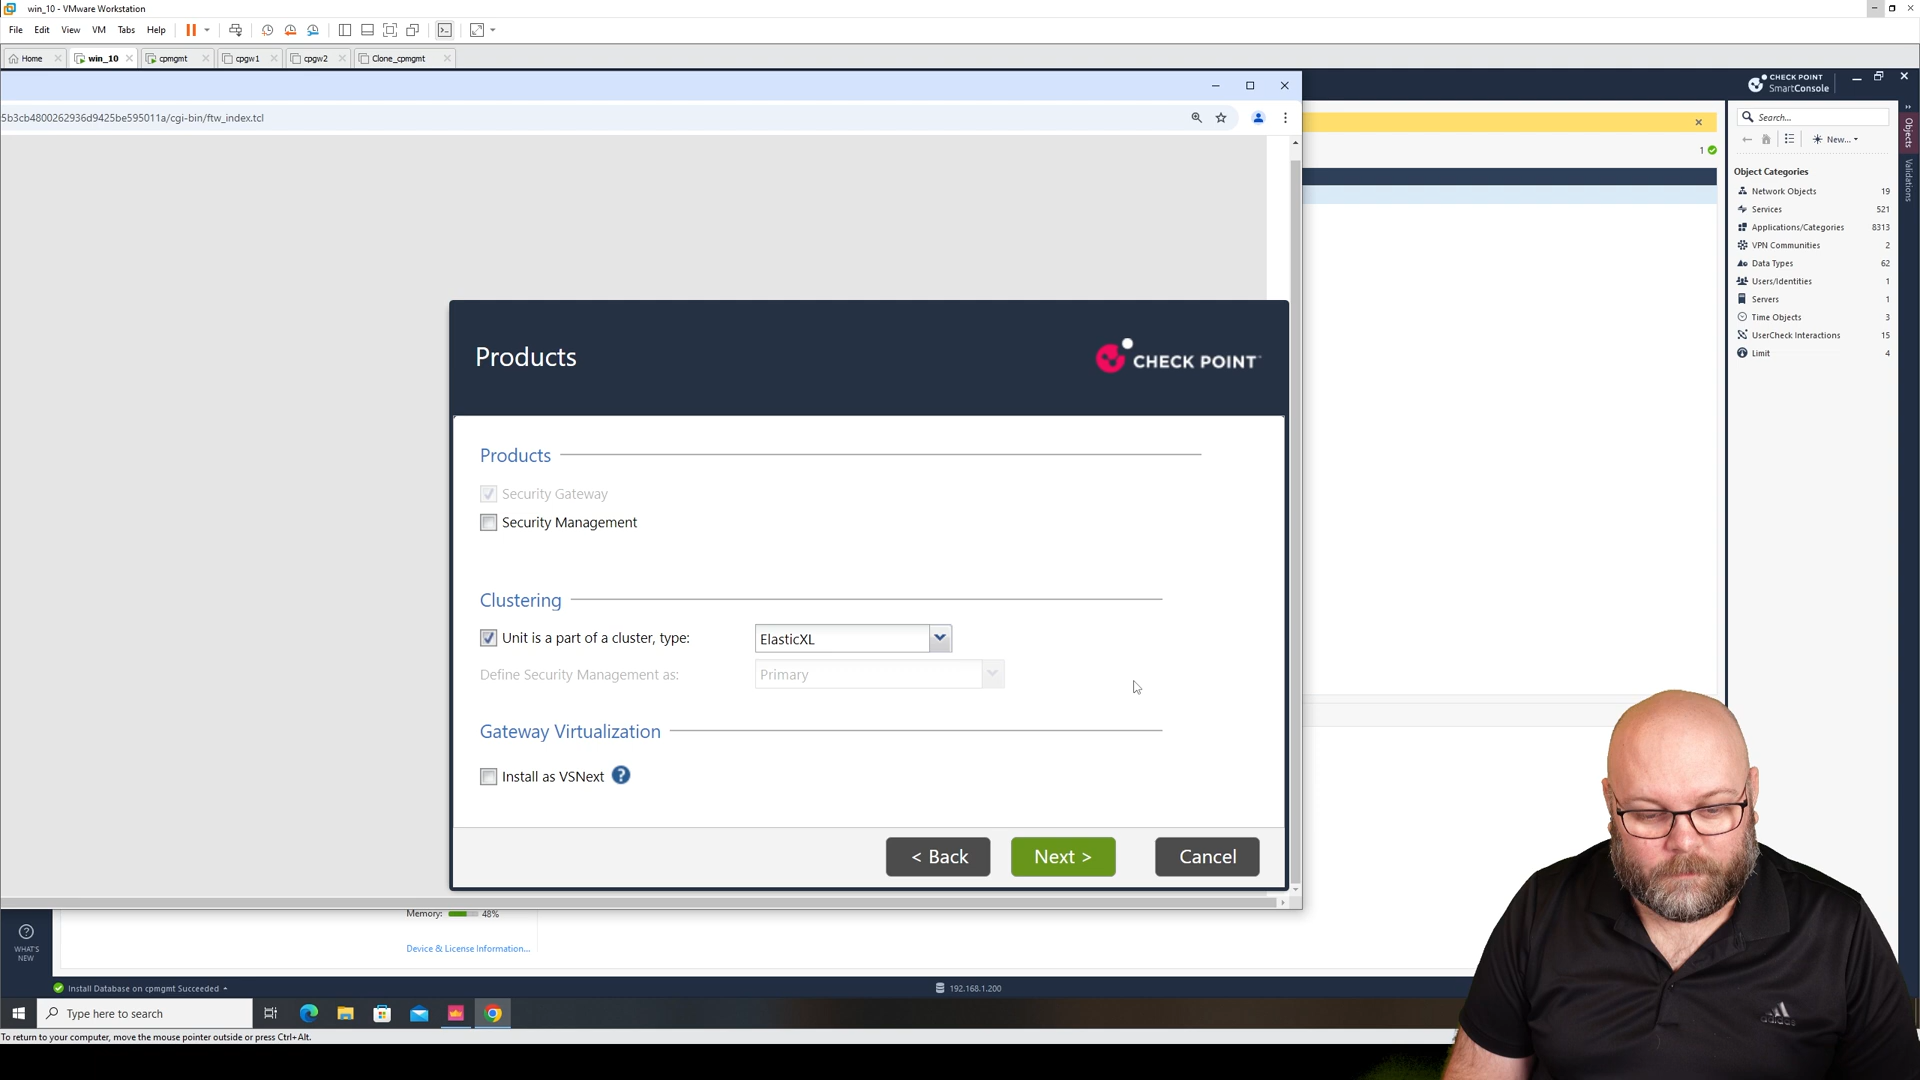 win_10 - VMware Workstation
File Edit View VM Tabs Help
Home win_10 cpmgmt cpgw1 cpgw2 Clone_cpmgmt
CHECK POINT
SmartConsole
5b3cb4800262936d9425be595011a/cgi-bin/ftw_index.tcl
Search...
New...
1
Objects
Validations
Object Categories
Network Objects 19
Services 521
Applications/Categories 8313
VPN Communities 2
Data Types 62
Users/Identities 1
Servers 1
Time Objects 3
UserCheck Interactions 15
Limit 4
Products
CHECK POINT
Products
Security Gateway
Security Management
Clustering
Unit is a part of a cluster, type: ElasticXL
Define Security Management as: Primary
Gateway Virtualization
Install as VSNext ?
< Back Next > Cancel
Memory: 48%
Device & License Information...
WHAT'S
NEW
Install Database on cpmgmt Succeeded
192.168.1.200
Type here to search
To return to your computer, move the mouse pointer outside or press Ctrl+Alt.
adidas